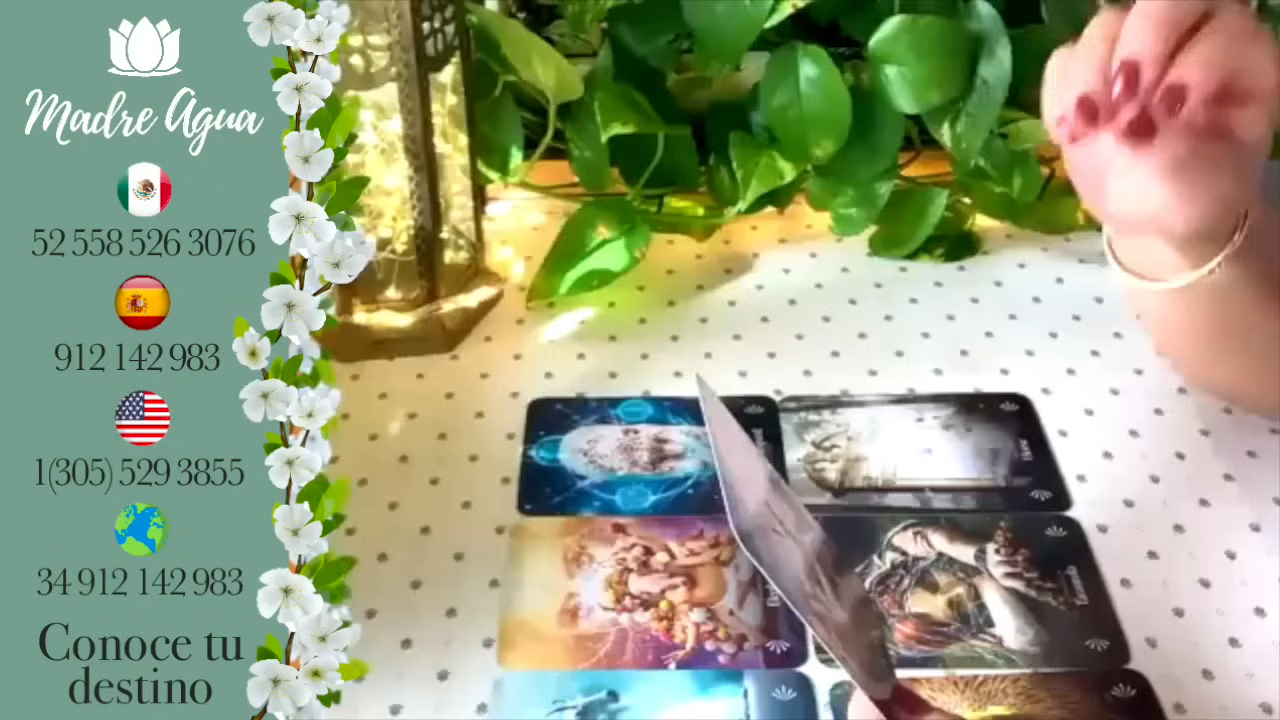 Madre Agua
52 558 526 3076
912 142 983
1(305) 529 3855
34 912 142 983
Conoce tu
destino